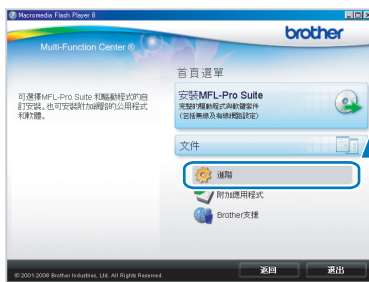 Macromedia Flash Player 8
brother
Multi-Function Center ®
首頁選單
可選擇MFL-Pro Suite 和驅動程式的自
訂安裝。也可安裝附加網路的公用程式
和軟體。
安裝MFL-Pro Suite
完整的驅動程式與軟體套件
(包括無線及有線網路設定)
文件
進階
附加應用程式
Brother支援
© 2001-2008 Brother Industries, Ltd. All Rights Reserved.
返回
退出